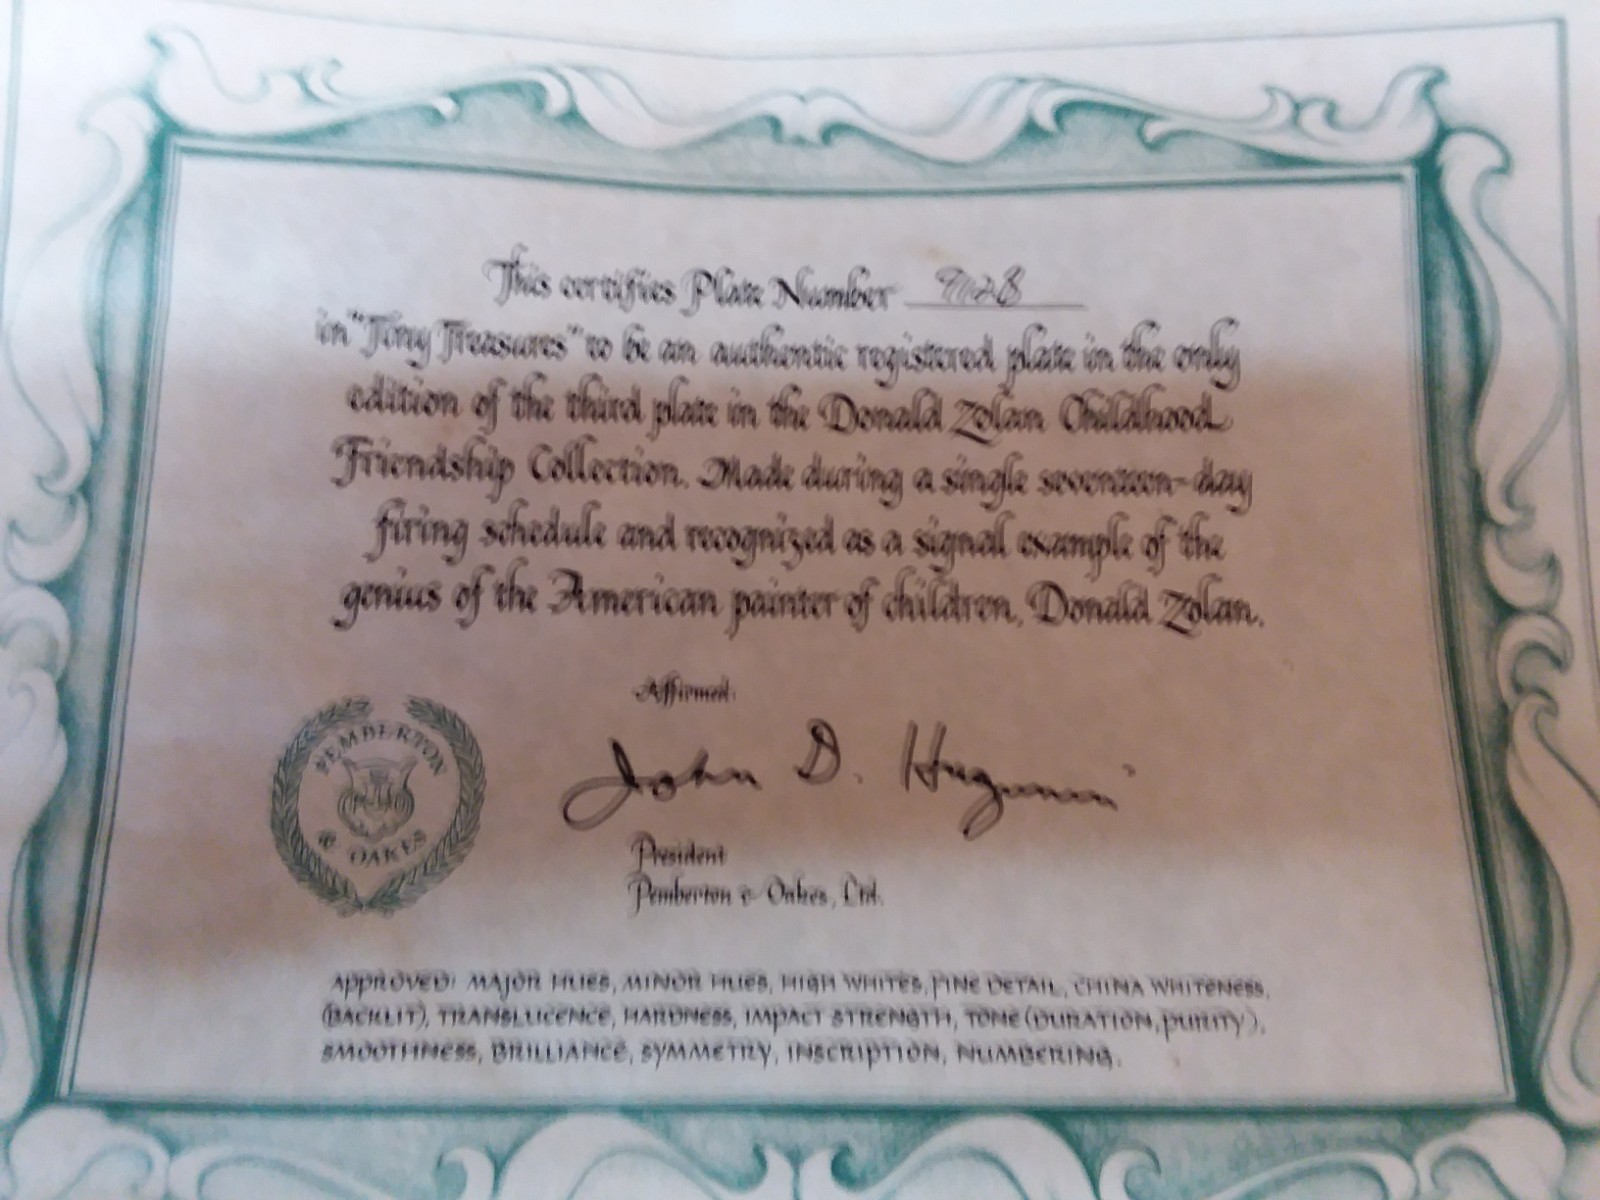 This certifies Plate Number 9128
in "Tiny Treasures" to be an authentic registered plate in the only
edition of the third plate in the Donald Zolan Childhood
Friendship Collection. Made during a single seventeen-day
firing schedule and recognized as a signal example of the
genius of the American painter of children, Donald Zolan.
Affirmed:
John D. Hugunin
PEMBERTON
& OAKES
President
Pemberton & Oakes, Ltd.
APPROVED: MAJOR HUES, MINOR HUES, HIGH WHITES, FINE DETAIL, CHINA WHITENESS,
(BACKLIT), TRANSLUCENCE, HARDNESS, IMPACT STRENGTH, TONE (DURATION, PURITY),
SMOOTHNESS, BRILLIANCE, SYMMETRY, INSCRIPTION, NUMBERING.